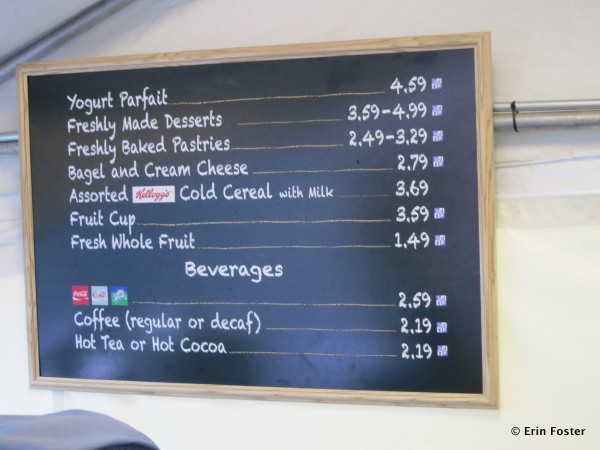 Yogurt Parfait 4.59
Freshly Made Desserts 3.59-4.99
Freshly Baked Pastries 2.49-3.29
Bagel and Cream Cheese 2.79
Assorted Kellogg's Cold Cereal with Milk 3.69
Fruit Cup 3.59
Fresh Whole Fruit 1.49
Beverages
Coca-Cola 2.59
Coffee (regular or decaf) 2.19
Hot Tea or Hot Cocoa 2.19
© Erin Foster